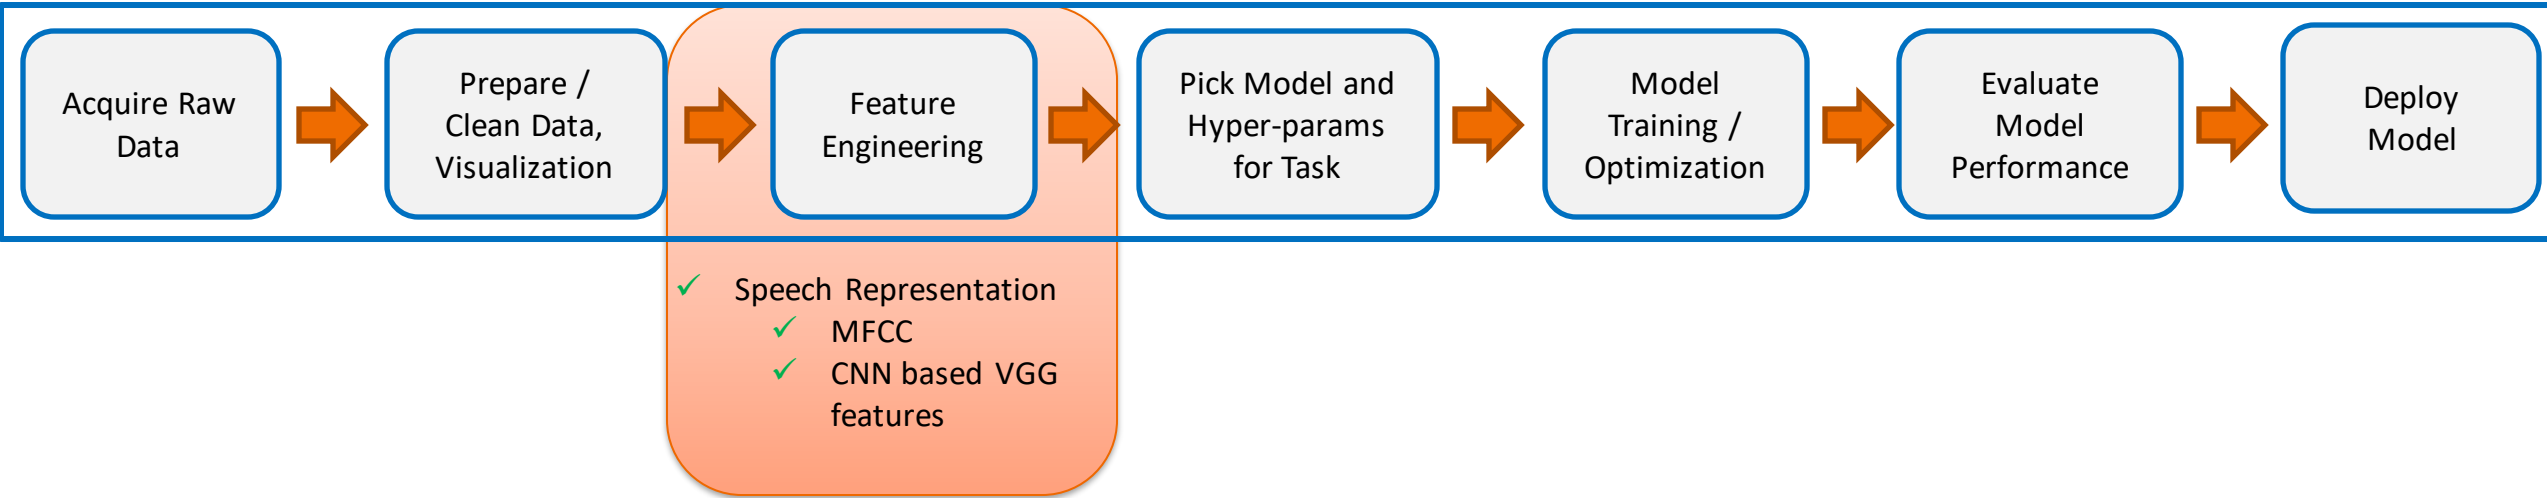 Acquire Raw
Data
Prepare /
Clean Data,
Visualization
Feature
Engineering
Pick Model and
Hyper-params
for Task
Model
Training /
Optimization
Evaluate
Model
Performance
Deploy
Model
✓ Speech Representation
✓ MFCC
✓ CNN based VGG
features